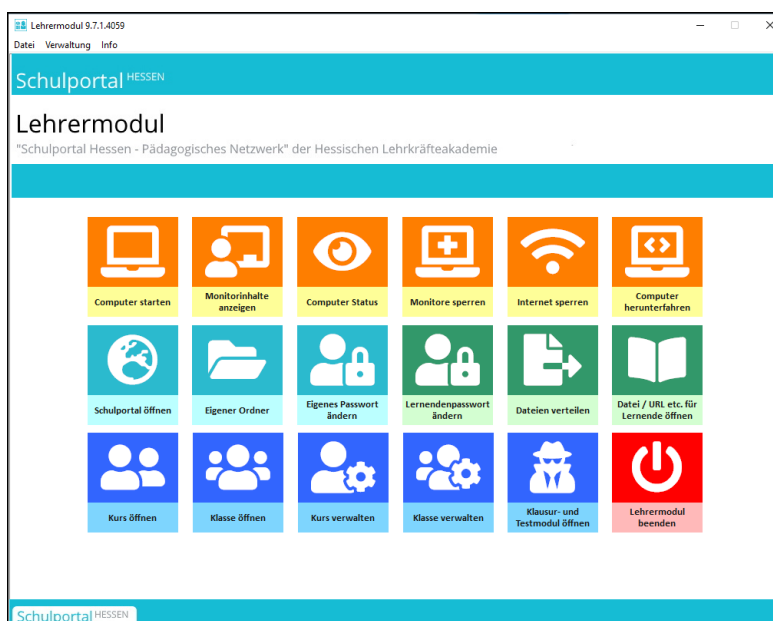 Lehrermodul 9.7.1.4059
Datei Verwaltung Info
Schulportal HESSEN
Lehrermodul
"Schulportal Hessen - Pädagogisches Netzwerk" der Hessischen Lehrkräfteakademie
Computer starten
Monitorinhalte
anzeigen
Computer Status
Monitore sperren
Internet sperren
Computer
herunterfahren
Schulportal öffnen
Eigener Ordner
Eigenes Passwort
ändern
Lernendenpasswort
ändern
Dateien verteilen
Datei / URL etc. für
Lernende öffnen
Kurs öffnen
Klasse öffnen
Kurs verwalten
Klasse verwalten
Klausur- und
Testmodul öffnen
Lehrermodul
beenden
Schulportal HESSEN